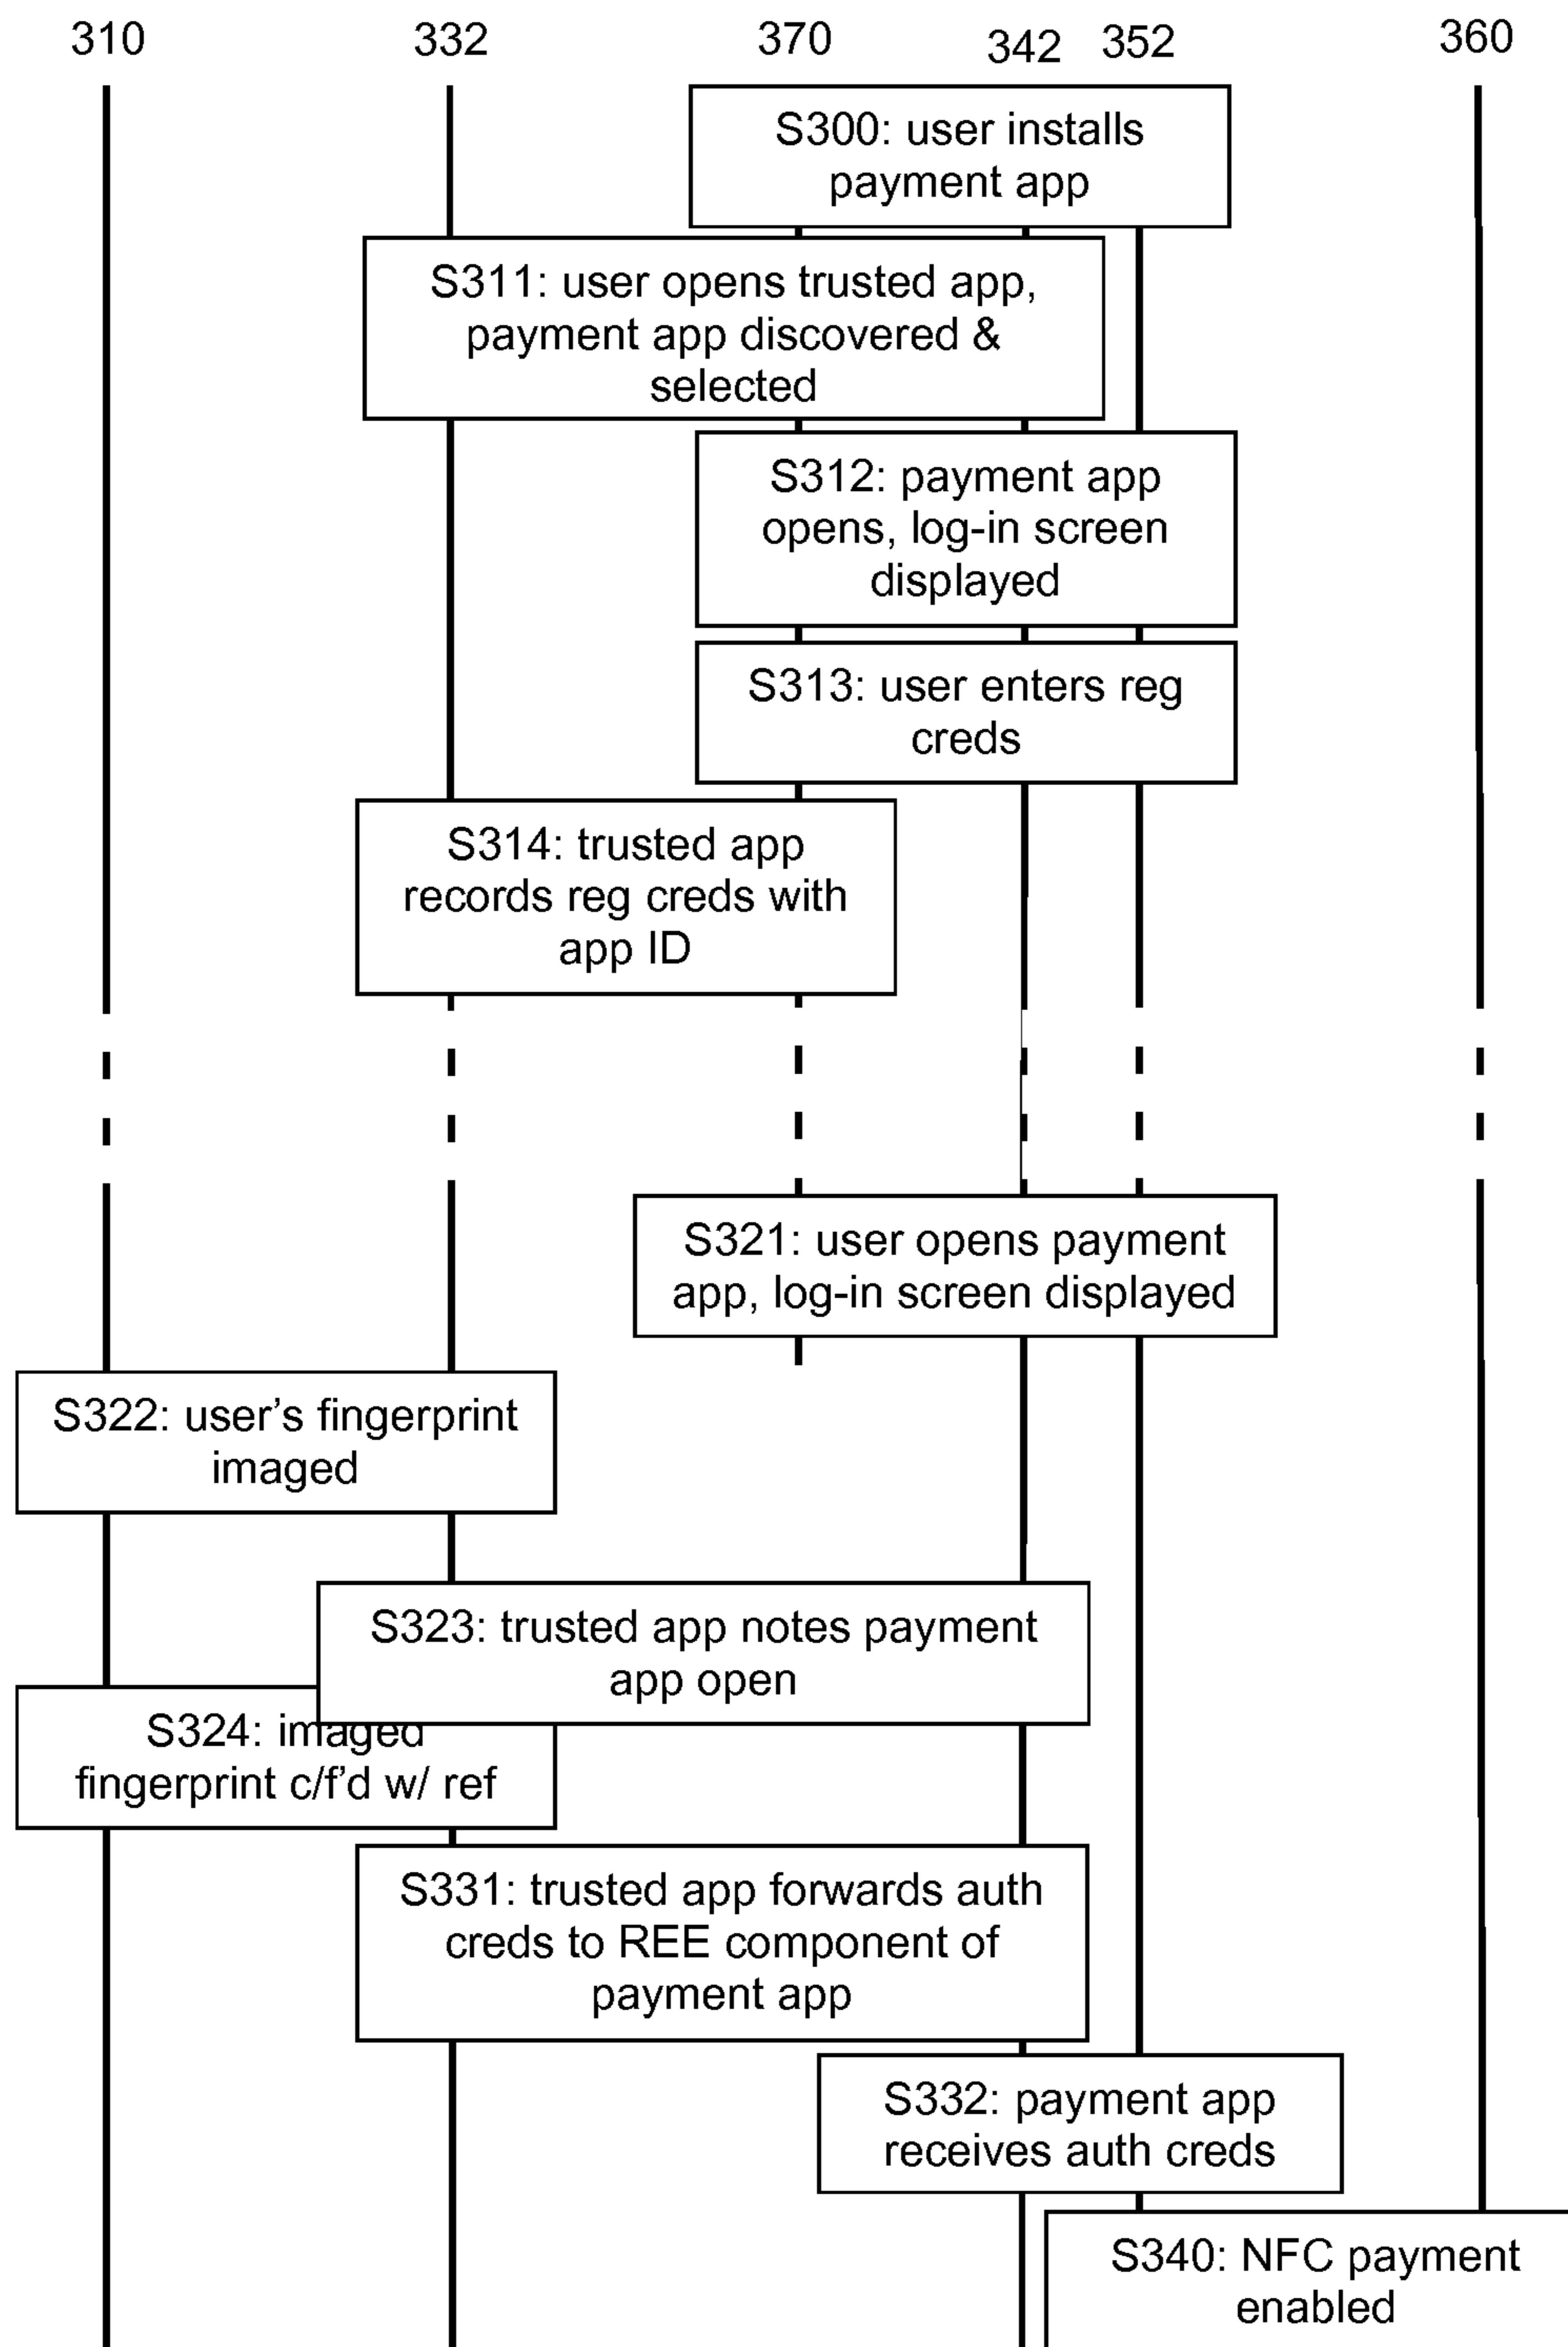 310 332 370 342 352 360
S300: user installs
payment app
S311: user opens trusted app,
payment app discovered &
selected
S312: payment app
opens, log-in screen
displayed
S313: user enters reg
creds
S314: trusted app
records reg creds with
app ID
S321: user opens payment
app, log-in screen displayed
S322: user’s fingerprint
imaged
S323: trusted app notes payment
app open
S324: imaged
fingerprint c/f’d w/ ref
S331: trusted app forwards auth
creds to REE component of
payment app
S332: payment app
receives auth creds
S340: NFC payment
enabled